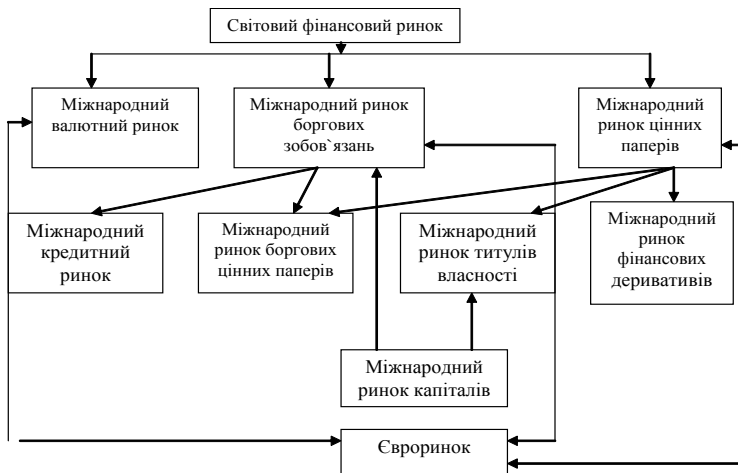 Світовий фінансовий ринок
Міжнародний
валютний ринок
Міжнародний ринок
боргових
зобов`язань
Міжнародний
ринок цінних
паперів
Міжнародний
кредитний
ринок
Міжнародний
ринок боргових
цінних паперів
Міжнародний
ринок титулів
власності
Міжнародний
ринок
фінансових
деривативів
Міжнародний
ринок капіталів
Євроринок